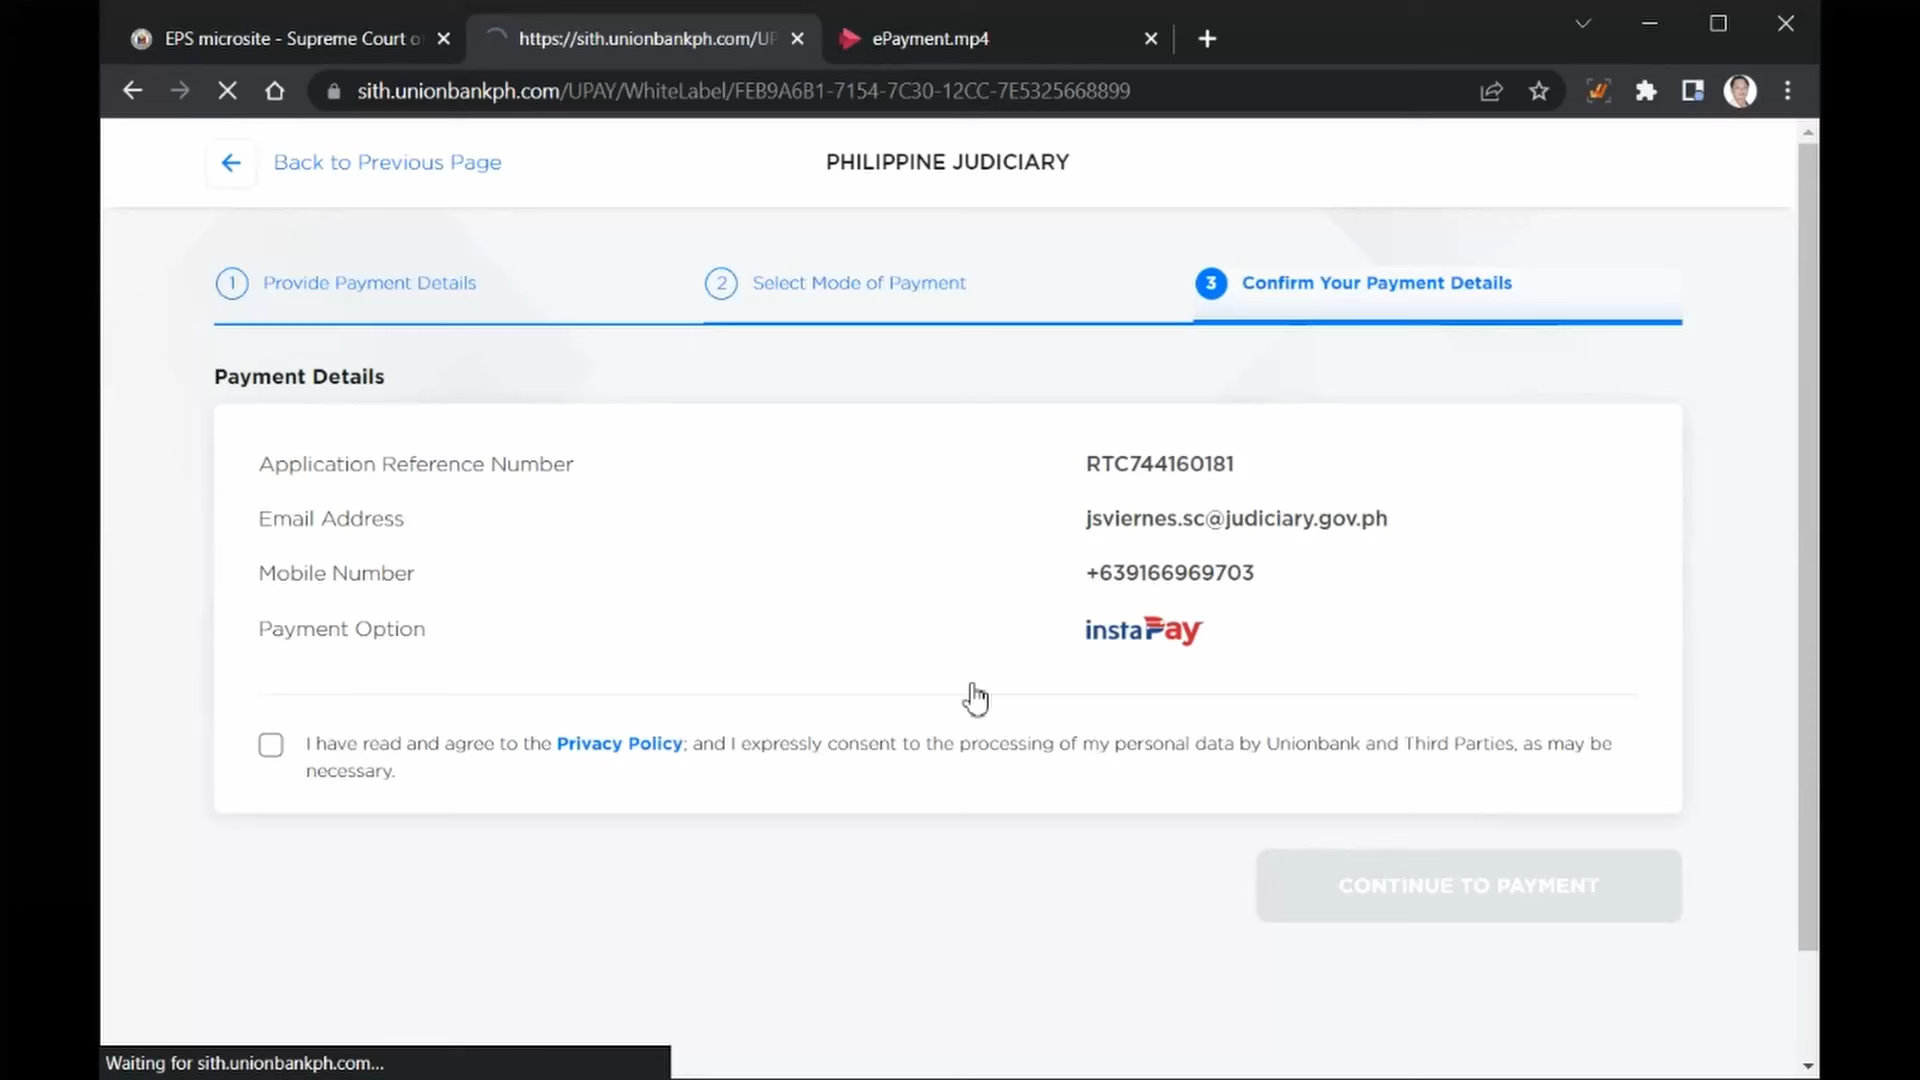 EPS microsite - Supreme Court o
https://sith.unionbankph.com/UP
ePayment.mp4
sith.unionbankph.com/UPAY/WhiteLabel/FEB9A6B1-7154-7C30-12CC-7E5325668899
Back to Previous Page
PHILIPPINE JUDICIARY
1 Provide Payment Details
2 Select Mode of Payment
3 Confirm Your Payment Details
Payment Details
Application Reference Number RTC744160181
Email Address jsviernes.sc@judiciary.gov.ph
Mobile Number +639166969703
Payment Option instaPay
I have read and agree to the Privacy Policy; and I expressly consent to the processing of my personal data by Unionbank and Third Parties, as may be
necessary.
CONTINUE TO PAYMENT
Waiting for sith.unionbankph.com...